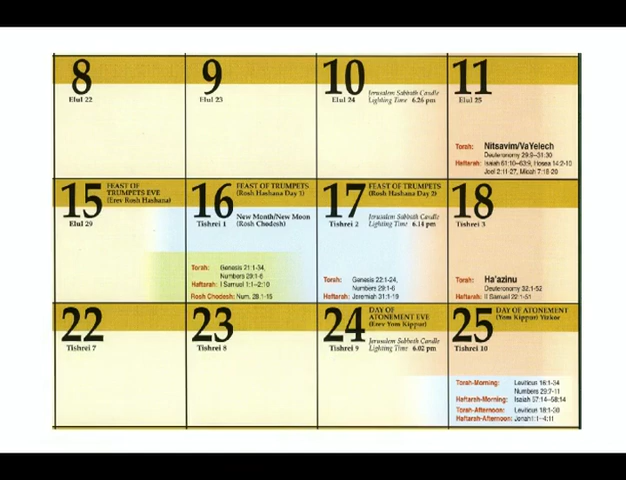 8
Elul 22
9
Elul 23
10
Elul 24
Jerusalem Sabbath Candle
Lighting Time 6.26 pm
11
Elul 25
Torah: Nitsavim/VaYelech
Deuteronomy 29:9–31:30
Haftarah: Isaiah 61:10–63:9, Hosea 14:2-10
Joel 2:11-27, Micah 7:18-20
15
Elul 29
FEAST OF
TRUMPETS EVE
(Erev Rosh Hashana)
16
Tishrei 1
FEAST OF TRUMPETS
(Rosh Hashana Day 1)
New Month/New Moon
(Rosh Chodesh)
Torah: Genesis 21:1-34,
Numbers 29:1-6
Haftarah: I Samuel 1:1–2:10
Rosh Chodesh: Num. 28:1-15
17
Tishrei 2
FEAST OF TRUMPETS
(Rosh Hashana Day 2)
Jerusalem Sabbath Candle
Lighting Time 6.14 pm
Torah: Genesis 22:1-24,
Numbers 29:1-6
Haftarah: Jeremiah 31:1-19
18
Tishrei 3
Ha'azinu
Torah: Deuteronomy 32:1-52
Haftarah: II Samuel 22:1-51
22
Tishrei 7
23
Tishrei 8
24
Tishrei 9
DAY OF
ATONEMENT EVE
(Erev Yom Kippur)
Jerusalem Sabbath Candle
Lighting Time 6.02 pm
25
Tishrei 10
DAY OF ATONEMENT
(Yom Kippur) Yizkor
Torah-Morning: Leviticus 16:1-34
Numbers 29:7-11
Haftarah-Morning: Isaiah 57:14–58:14
Torah-Afternoon: Leviticus 18:1-30
Haftarah-Afternoon: Jonah 1:1–4:11